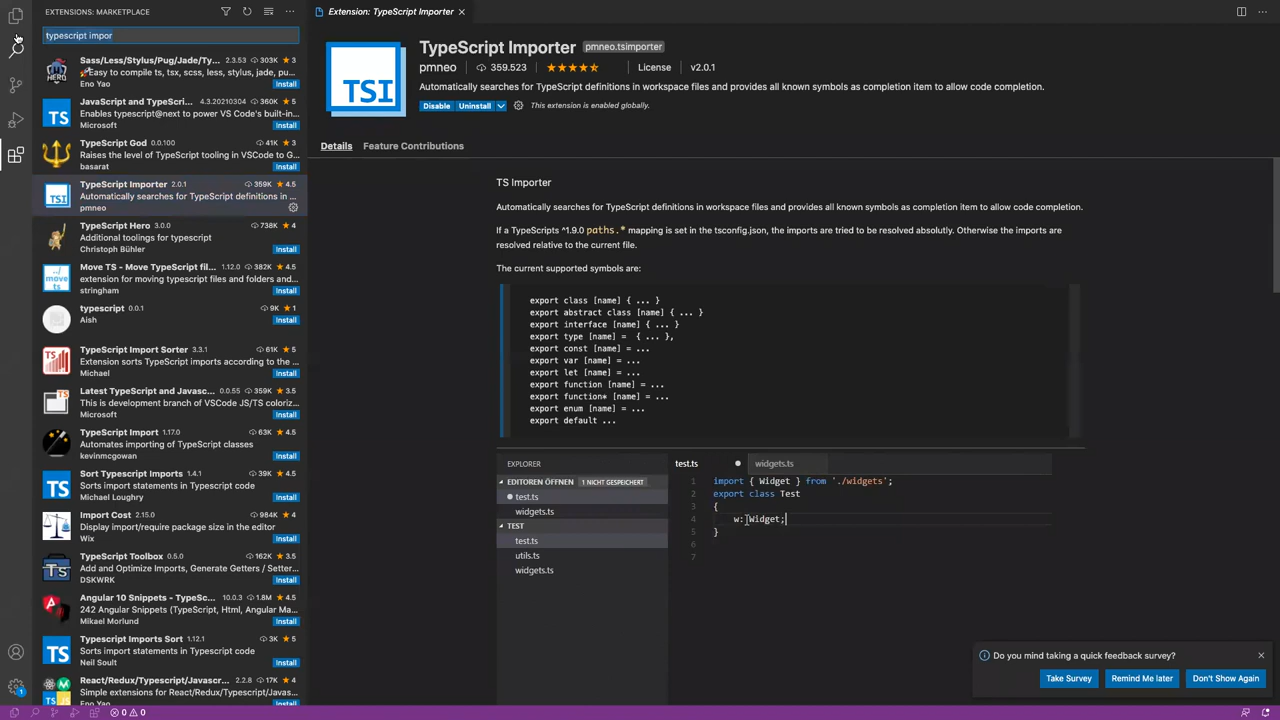 EXTENSIONS: MARKETPLACE
typescript impor
Sass/Less/Stylus/Pug/Jade/Ty... 2.3.53 303K ★ 3
🚀Easy to compile ts, tsx, scss, less, stylus, jade, pu...
Eno Yao Install
JavaScript and TypeScri... 4.3.20210304 360K ★ 5
Enables typescript@next to power VS Code's built-in...
Microsoft Install
TypeScript God 0.0.100 41K ★ 3
Raises the level of TypeScript tooling in VSCode to G...
basarat Install
TypeScript Importer 2.0.1 359K ★ 4.5
Automatically searches for TypeScript definitions in ...
pmneo
TypeScript Hero 3.0.0 738K ★ 4
Additional toolings for typescript
Christoph Bühler Install
Move TS - Move TypeScript fil... 1.12.0 382K ★ 4.5
extension for moving typescript files and folders and...
stringham Install
typescript 0.0.1 9K ★ 1
Aish Install
TypeScript Import Sorter 3.3.1 61K ★ 5
Extension sorts TypeScript imports according to the...
Michael Install
Latest TypeScript and Javasc... 0.0.55 359K ★ 3.5
This is development branch of VSCode JS/TS coloriz...
Microsoft Install
TypeScript Import 1.17.0 63K ★ 4.5
Automates importing of TypeScript classes
kevinmcgowan Install
Sort Typescript Imports 1.4.1 39K ★ 4.5
Sorts import statements in Typescript code
Michael Loughry Install
Import Cost 2.15.0 984K ★ 4
Display import/require package size in the editor
Wix Install
TypeScript Toolbox 0.5.0 162K ★ 3.5
Add and Optimize Imports, Generate Getters / Setter...
DSKWRK Install
Angular 10 Snippets - TypeSc... 10.0.3 1.8M ★ 4.5
242 Angular Snippets (TypeScript, Html, Angular Ma...
Mikael Morlund Install
Typescript Imports Sort 1.12.1 3K ★ 5
Sorts import statements in Typescript code
Neil Soult Install
React/Redux/Typescript/Javas... 2.2.8 17K ★ 4
Simple extensions for React/Redux/Typescript/Javas...
Eno Yao Install
1
0 0
Extension: TypeScript Importer
TSI
TypeScript Importer pmneo.tsimporter
pmneo 359.523 ★★★★ License v2.0.1
Automatically searches for TypeScript definitions in workspace files and provides all known symbols as completion item to allow code completion.
Disable Uninstall This extension is enabled globally.
Details Feature Contributions
TS Importer
Automatically searches for TypeScript definitions in workspace files and provides all known symbols as completion item to allow code completion.
If a TypeScripts ^1.9.0 paths.* mapping is set in the tsconfig.json, the imports are tried to be resolved absolutly. Otherwise the imports are
resolved relative to the current file.
The current supported symbols are:
export class [name] { ... }
export abstract class [name] { ... }
export interface [name] { ... }
export type [name] = { ... },
export const [name] = ...
export var [name] = ...
export let [name] = ...
export function [name] = ...
export function* [name] = ...
export enum [name] = ...
export default ...
EXPLORER
EDITOREN ÖFFNEN 1 NICHT GESPEICHERT
test.ts
widgets.ts
TEST
test.ts
utils.ts
widgets.ts
test.ts widgets.ts
1 import { Widget } from './widgets';
2 export class Test
3 {
4 w:Widget;
5 }
6
7
Do you mind taking a quick feedback survey?
Take Survey Remind Me later Don't Show Again